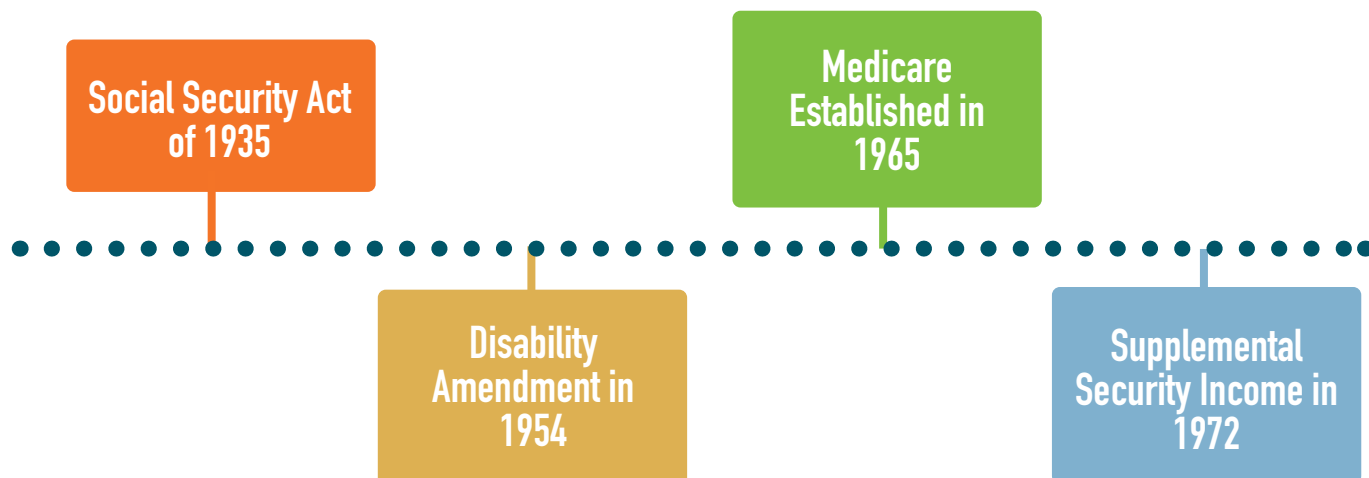 Social Security Act
of 1935
Disability
Amendment in
1954
Medicare
Established in
1965
Supplemental
Security Income in
1972